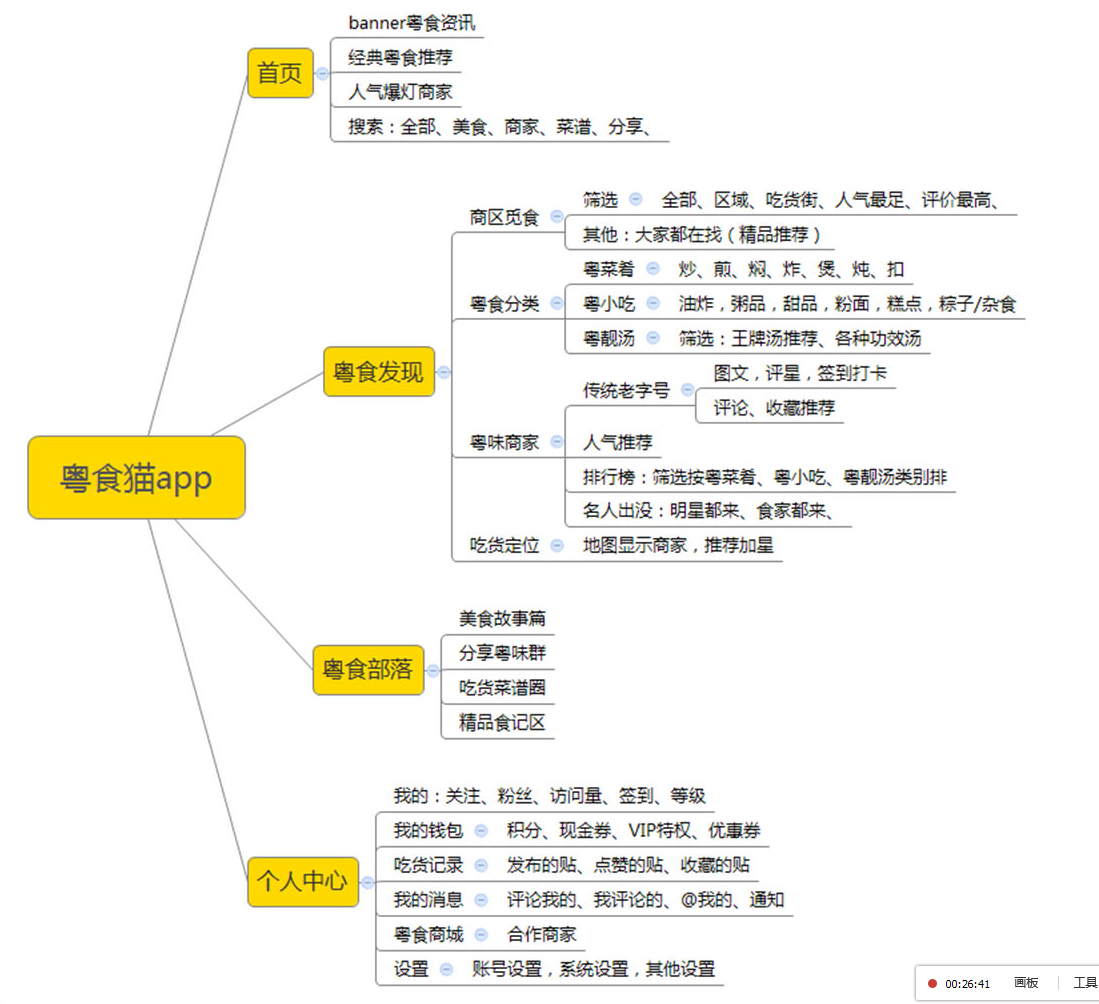 banner粤食资讯
首页
经典粤食推荐
人气爆灯商家
搜索：全部、美食、商家、菜谱、分享、
筛选 全部、区域、吃货街、人气最足、评价最高、
商区觅食
其他：大家都在找（精品推荐）
粤菜肴 炒、煎、焖、炸、煲、炖、扣
粤食分类 粤小吃 油炸，粥品，甜品，粉面，糕点，粽子/杂食
粤靓汤 筛选：王牌汤推荐、各种功效汤
粤食发现
图文，评星，签到打卡
传统老字号
评论、收藏推荐
粤味商家 人气推荐
排行榜：筛选按粤菜肴、粤小吃、粤靓汤类别排
名人出没：明星都来、食家都来、
吃货定位 地图显示商家，推荐加星
粤食猫app
美食故事篇
分享粤味群
粤食部落
吃货菜谱圈
精品食记区
我的：关注、粉丝、访问量、签到、等级
我的钱包 积分、现金券、VIP特权、优惠券
吃货记录 发布的贴、点赞的贴、收藏的贴
个人中心
我的消息 评论我的、我评论的、@我的、通知
粤食商城 合作商家
设置 账号设置，系统设置，其他设置
00:26:41 画板 工具